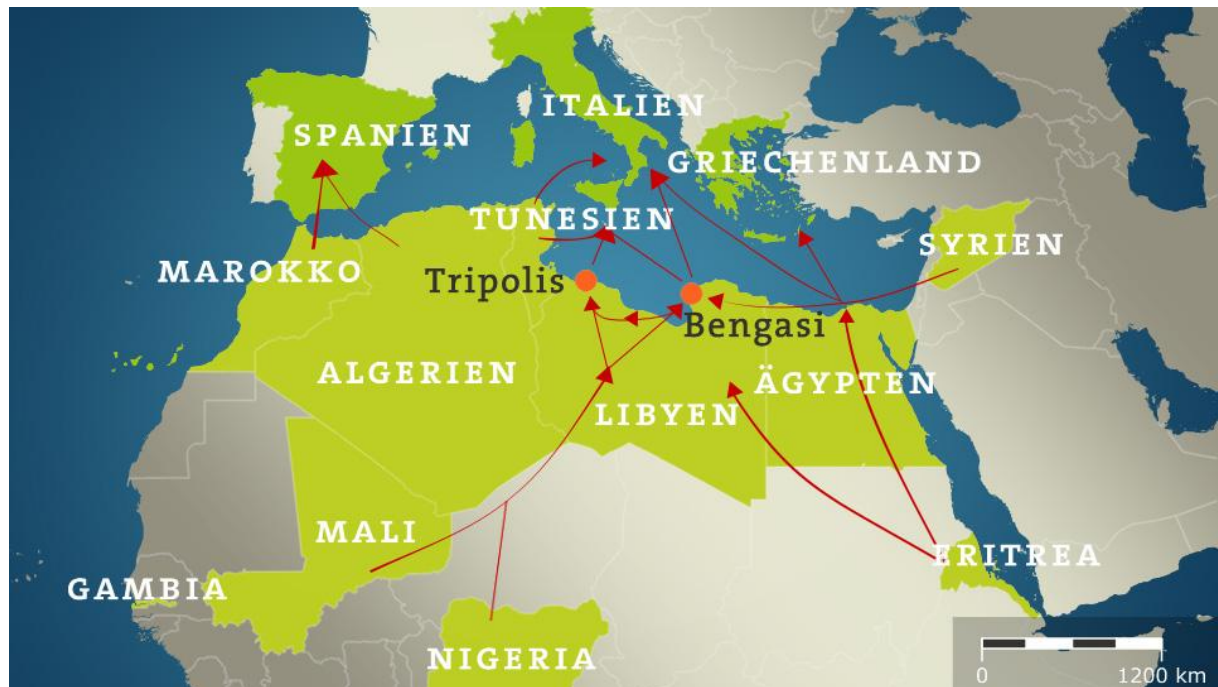 ITALIEN
SPANIEN
GRIECHENLAND
TUNESIEN
SYRIEN
MAROKKO
Tripolis
Bengasi
ALGERIEN
ÄGYPTEN
LIBYEN
MALI
ERITREA
GAMBIA
NIGERIA
0 1200 km